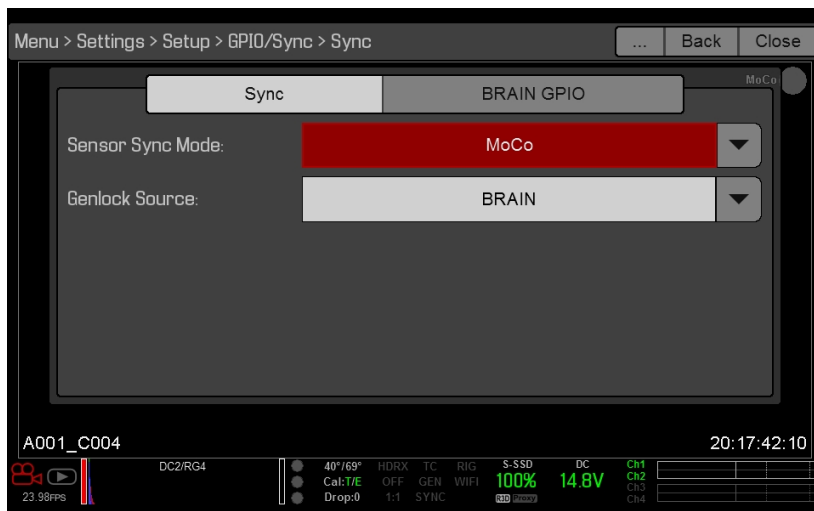 Menu > Settings > Setup > GPIO/Sync > Sync ... Back Close
MoCo
Sync BRAIN GPIO
Sensor Sync Mode: MoCo
Genlock Source: BRAIN
A001_C004 20:17:42:10
DC2/RG4 40°/69° HDRX TC RIG S-SSD DC Ch1
Cal:T/E OFF GEN WIFI 100% 14.8V Ch2
23.98FPS Drop:0 1:1 SYNC R3D Proxy Ch3
Ch4